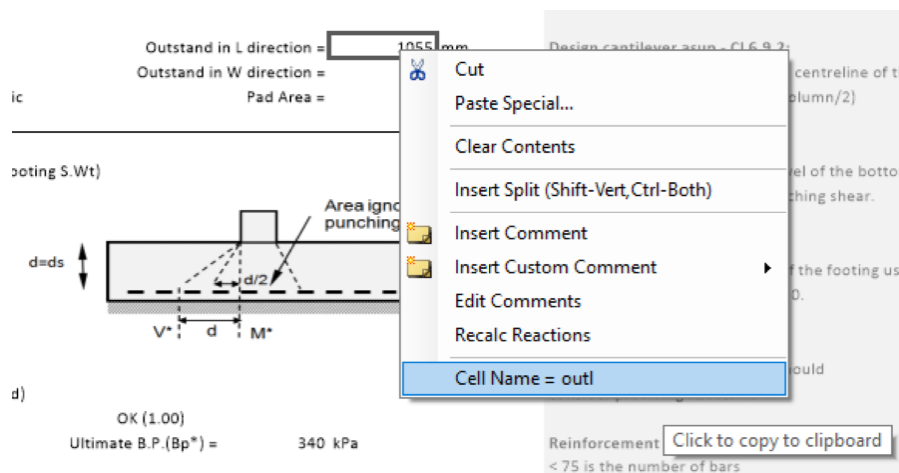 Outstand in L direction = 1055 mm
Design cantilever asun - Cl 6.9.2:
Outstand in W direction =
centreline of t
ic
Pad Area =
olumn/2)
ooting S.Wt)
vel of the botto
ching shear.
Area igno
punching
d=ds
d/2
V*
d
M*
f the footing us
0.
ould
d)
OK (1.00)
Ultimate B.P.(Bp*) = 340 kPa
Reinforcement
< 75 is the number of bars
Cut
Paste Special...
Clear Contents
Insert Split (Shift-Vert,Ctrl-Both)
Insert Comment
Insert Custom Comment
Edit Comments
Recalc Reactions
Cell Name = outl
Click to copy to clipboard